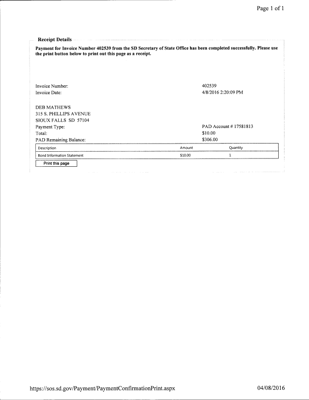 Page 1 of 1
Receipt Details
Payment for Invoice Number 402539 from the SD Secretary of State Office has been completed successfully. Please use
the print button below to print out this page as a receipt.
Invoice Number: 402539
Invoice Date: 4/8/2016 2:20:09 PM
DEB MATHEWS
315 S. PHILLIPS AVENUE
SIOUX FALLS SD 57104
Payment Type: PAD Account # 17581813
Total: $10.00
PAD Remaining Balance: $306.00
Description Amount Quantity
Bond Information Statement $10.00 1
Print this page
https://sos.sd.gov/Payment/PaymentConfirmationPrint.aspx 04/08/2016